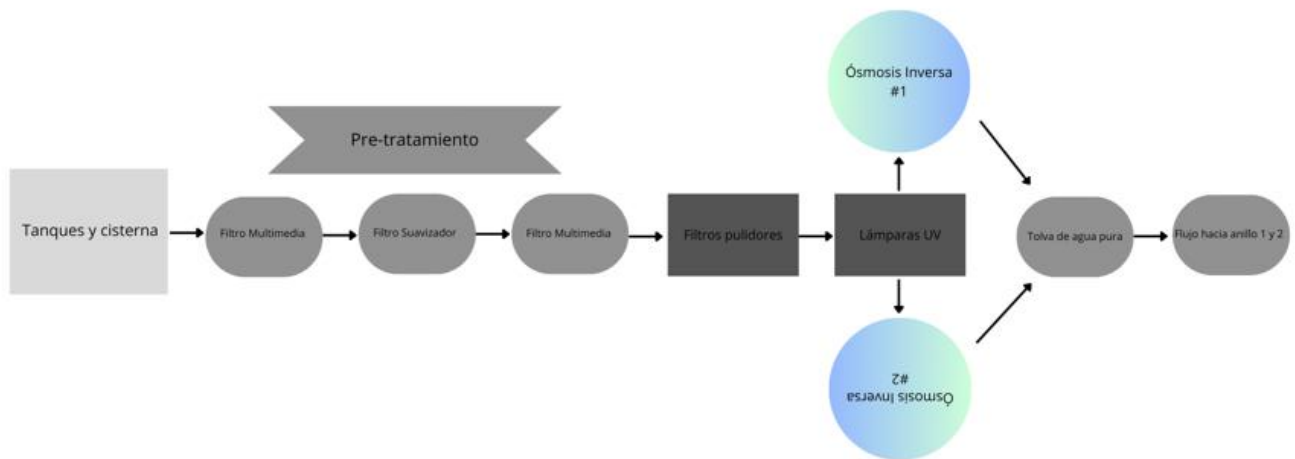 Pre-tratamiento
Tanques y cisterna
Filtro Multimedia
Filtro Suavizador
Filtro Multimedia
Filtros pulidores
Lámparas UV
Ósmosis Inversa
#1
Ósmosis Inversa
#2
Tolva de agua pura
Flujo hacia anillo 1 y 2